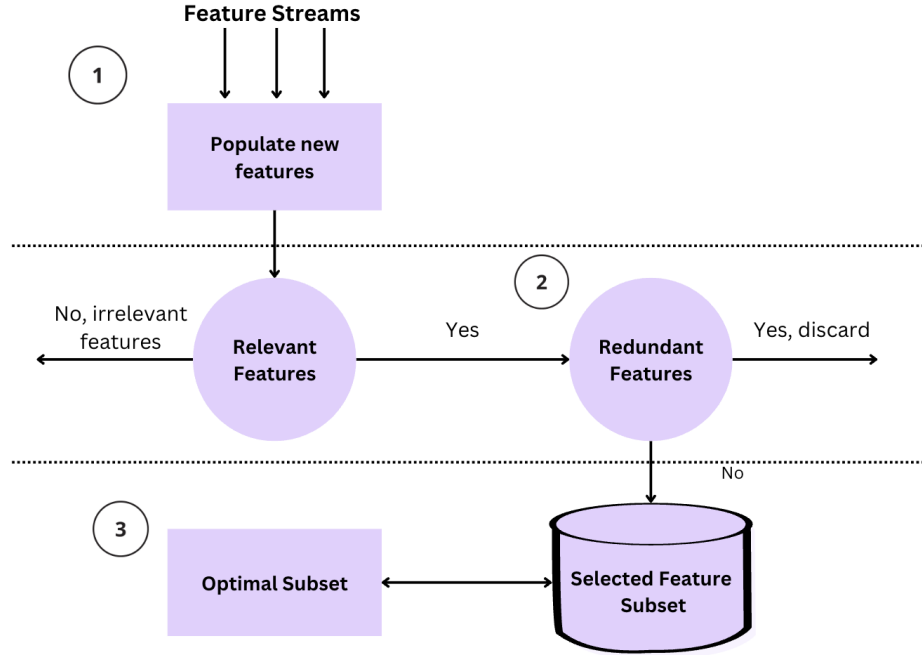 Feature Streams
1
Populate new
features
2
No, irrelevant
features
Relevant
Features
Yes
Redundant
Features
Yes, discard
No
3
Optimal Subset
Selected Feature
Subset